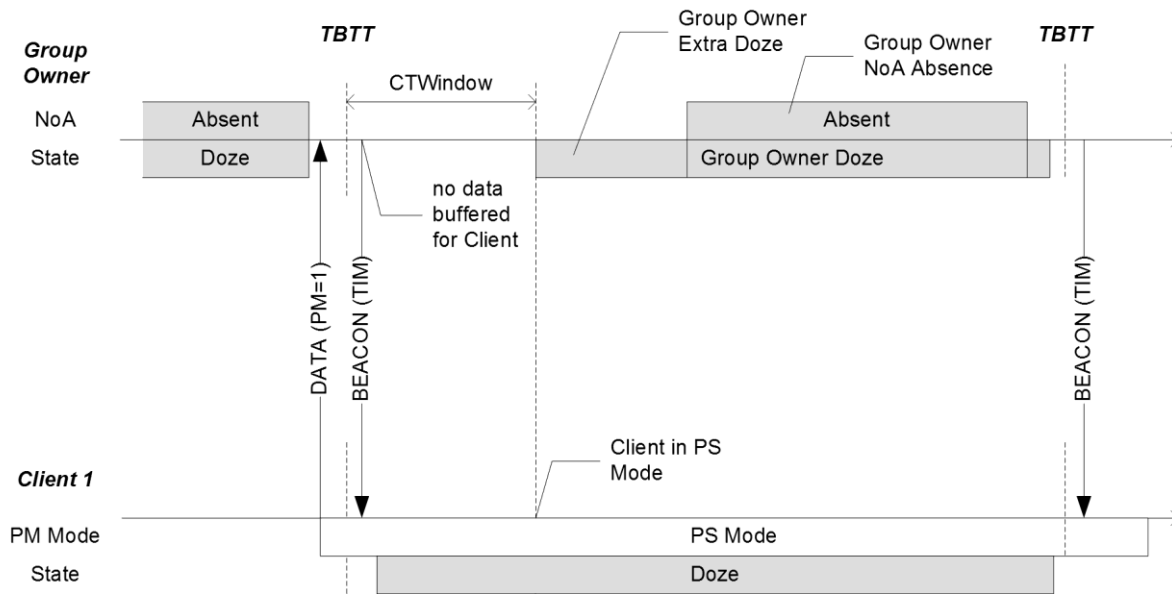 TBTT
Group Owner
Extra Doze
TBTT
Group
Owner
Group Owner
NoA Absence
CTWindow
NoA
Absent
Absent
State
Doze
Group Owner Doze
no data
buffered
for Client
DATA (PM=1)
BEACON (TIM)
BEACON (TIM)
Client in PS
Mode
Client 1
PM Mode
PS Mode
State
Doze